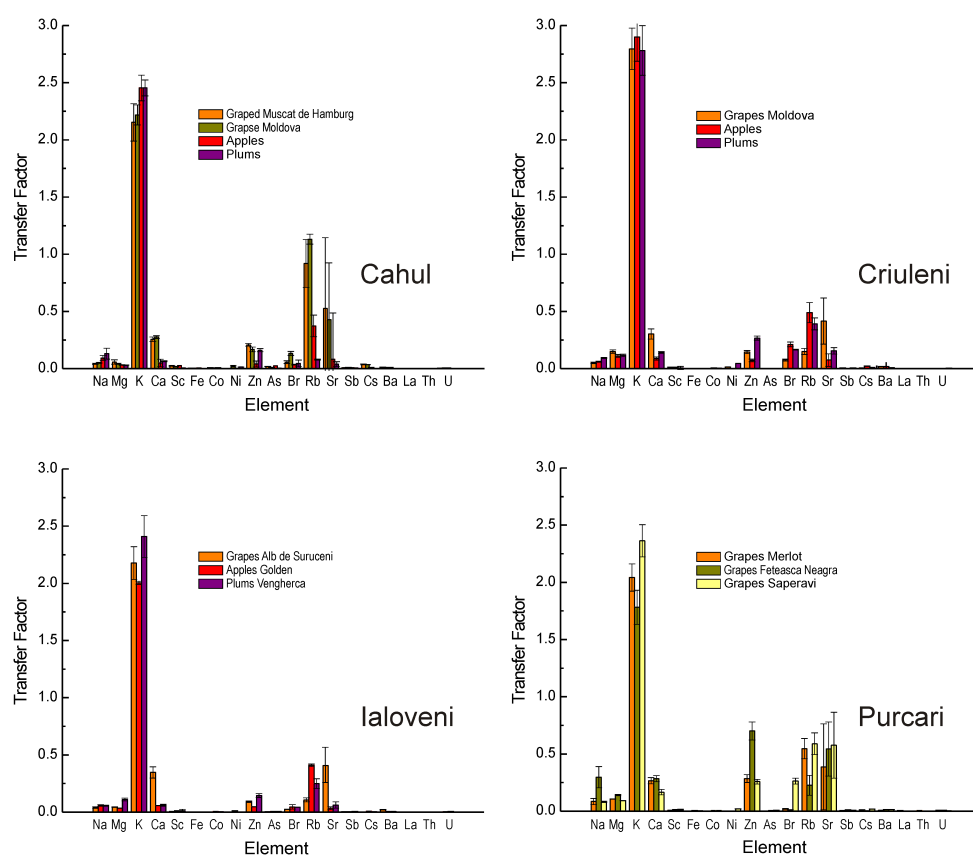 3.0
2.5
2.0
1.5
1.0
0.5
0.0
Transfer Factor
Graped Muscat de Hamburg
Grapse Moldova
Apples
Plums
Cahul
Na Mg K Ca Sc Fe Co Ni Zn As Br Rb Sr Sb Cs Ba La Th U
Element
3.0
2.5
2.0
1.5
1.0
0.5
0.0
Transfer Factor
Grapes Moldova
Apples
Plums
Criuleni
Na Mg K Ca Sc Fe Co Ni Zn As Br Rb Sr Sb Cs Ba La Th U
Element
3.0
2.5
2.0
1.5
1.0
0.5
0.0
Transfer Factor
Grapes Alb de Suruceni
Apples Golden
Plums Vengherca
Ialoveni
Na Mg K Ca Sc Fe Co Ni Zn As Br Rb Sr Sb Cs Ba La Th U
Element
3.0
2.5
2.0
1.5
1.0
0.5
0.0
Transfer Factor
Grapes Merlot
Grapes Feteasca Neagra
Grapes Saperavi
Purcari
Na Mg K Ca Sc Fe Co Ni Zn As Br Rb Sr Sb Cs Ba La Th U
Element